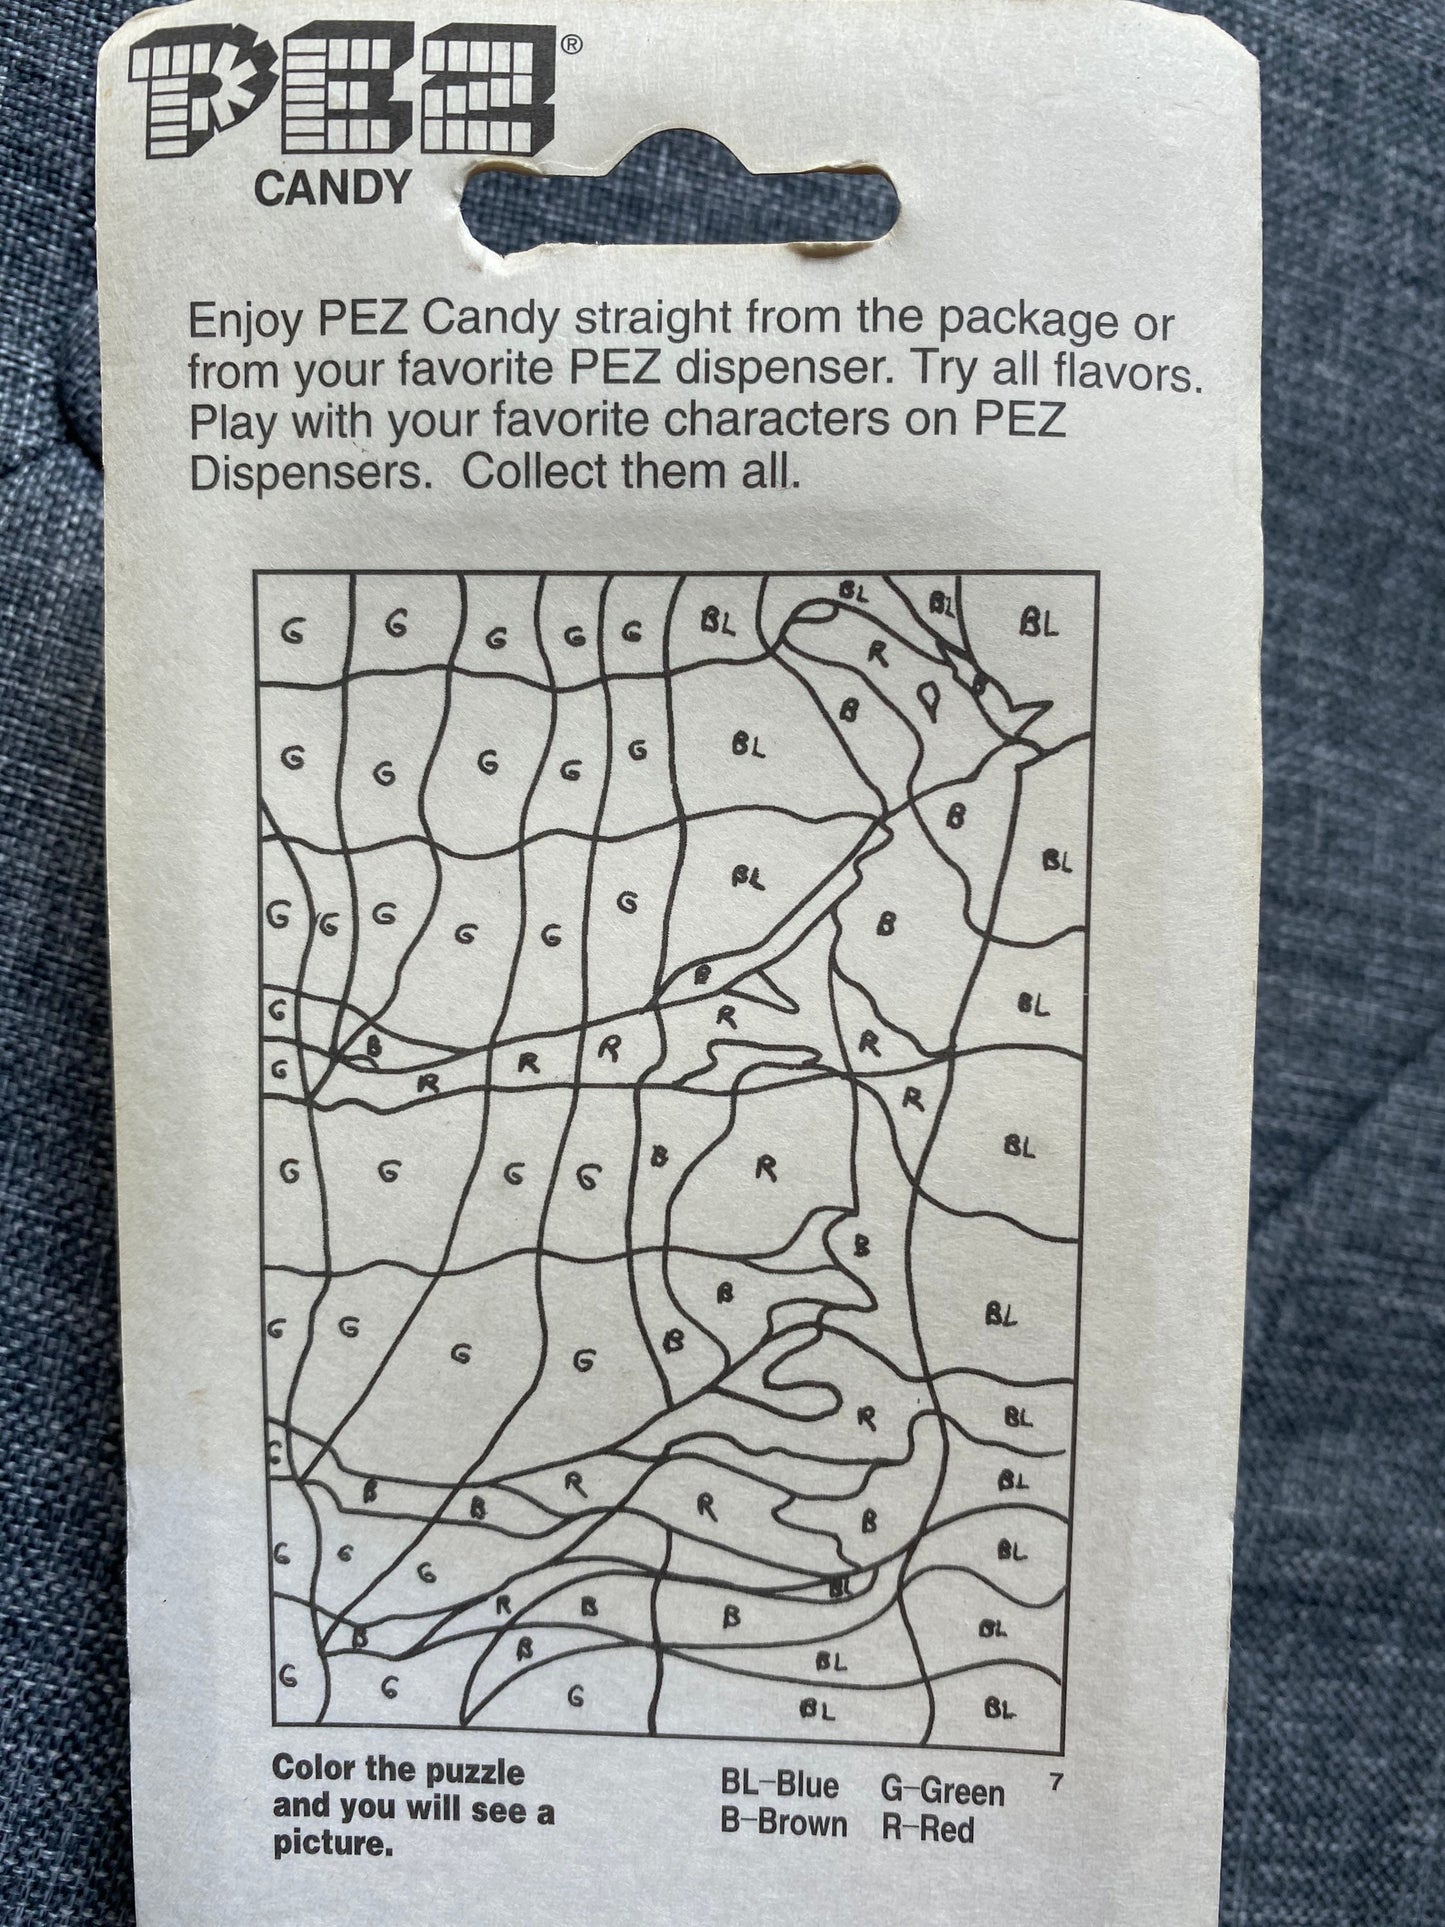 PEZ®
CANDY
Enjoy PEZ Candy straight from the package or
from your favorite PEZ dispenser. Try all flavors.
Play with your favorite characters on PEZ
Dispensers. Collect them all.
G G G G G BL BL BL BL
R
B B
G G G G G BL
B
BL
G G G G G G BL
B
B
G BL
B R R
G R R R
R
G G G G B R BL
B
B
G G G G B BL
R BL
G
B B R R B BL
G G G BL
BL
R B B BL
B B BL
G G G BL BL
Color the puzzle
and you will see a
picture.
BL–Blue G–Green 7
B–Brown R–Red